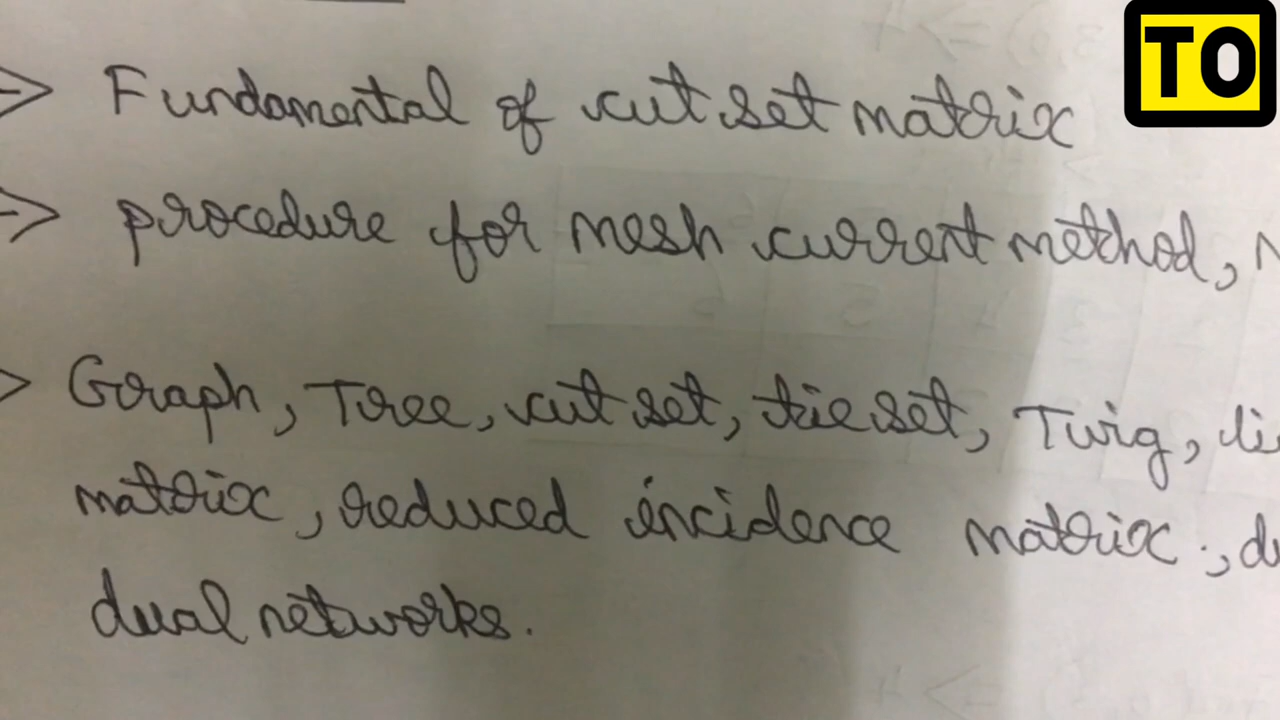 TO
=> Fundamental of cut set matrix
=> procedure for mesh current method,
> Graph, Tree, cut set, tie set, Twig,
matrix, reduced incidence matrix.,
dual networks.